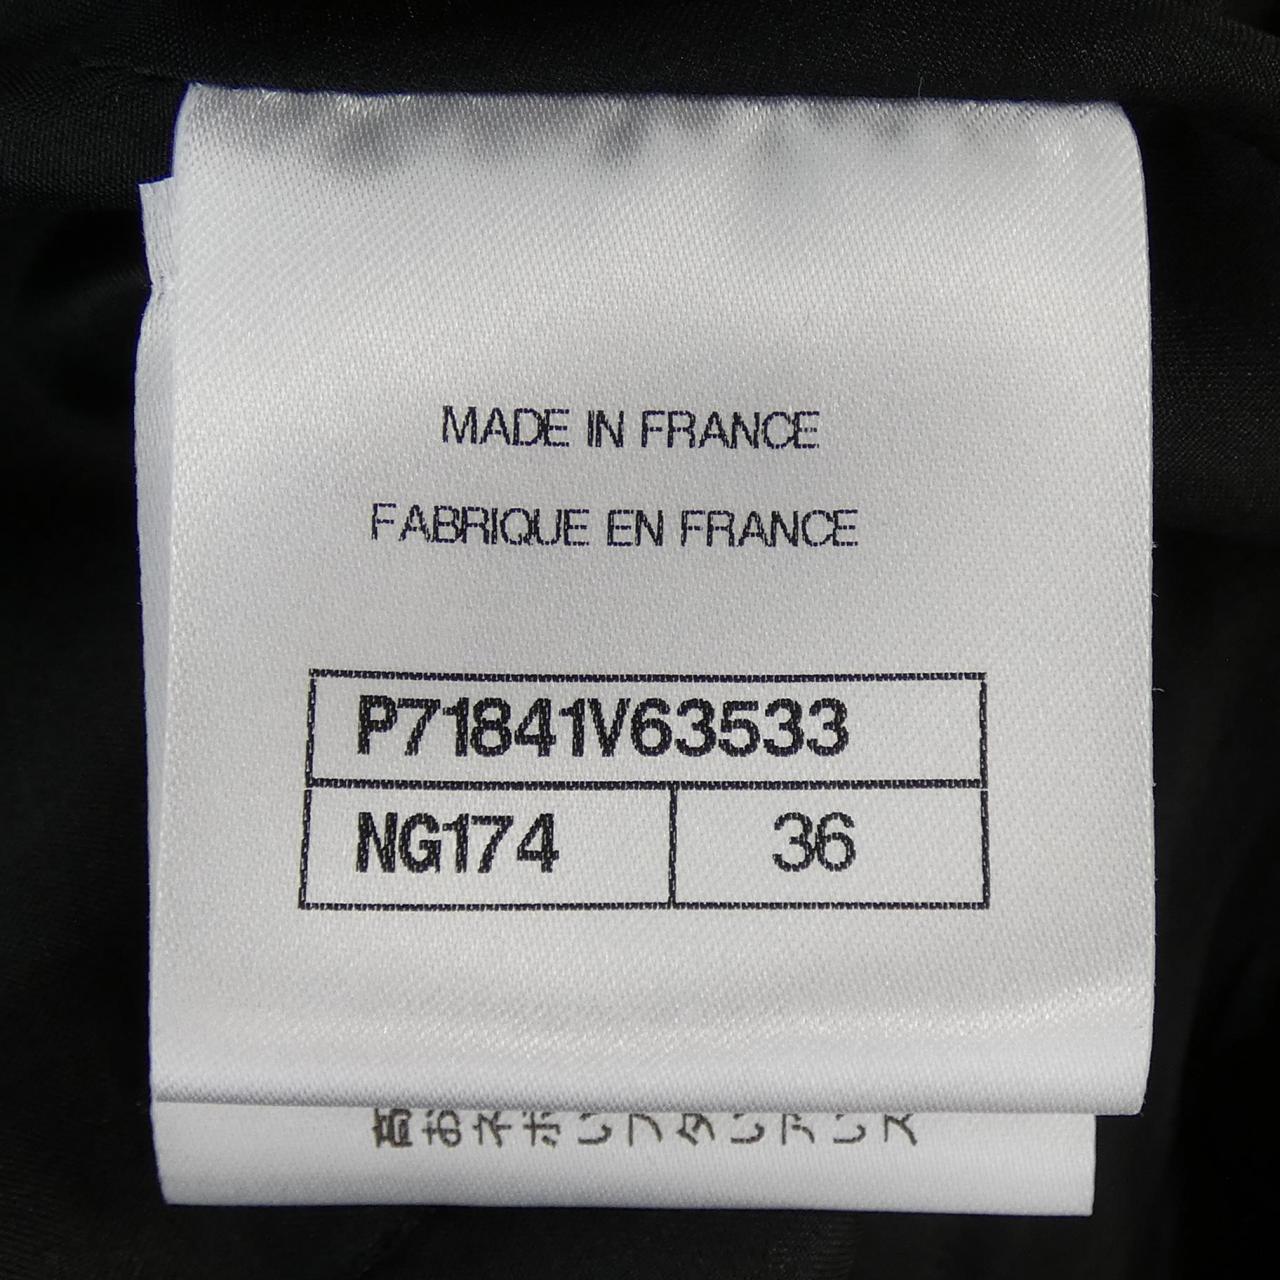 MADE IN FRANCE
FABRIQUE EN FRANCE
P71841V63533
NG174 36